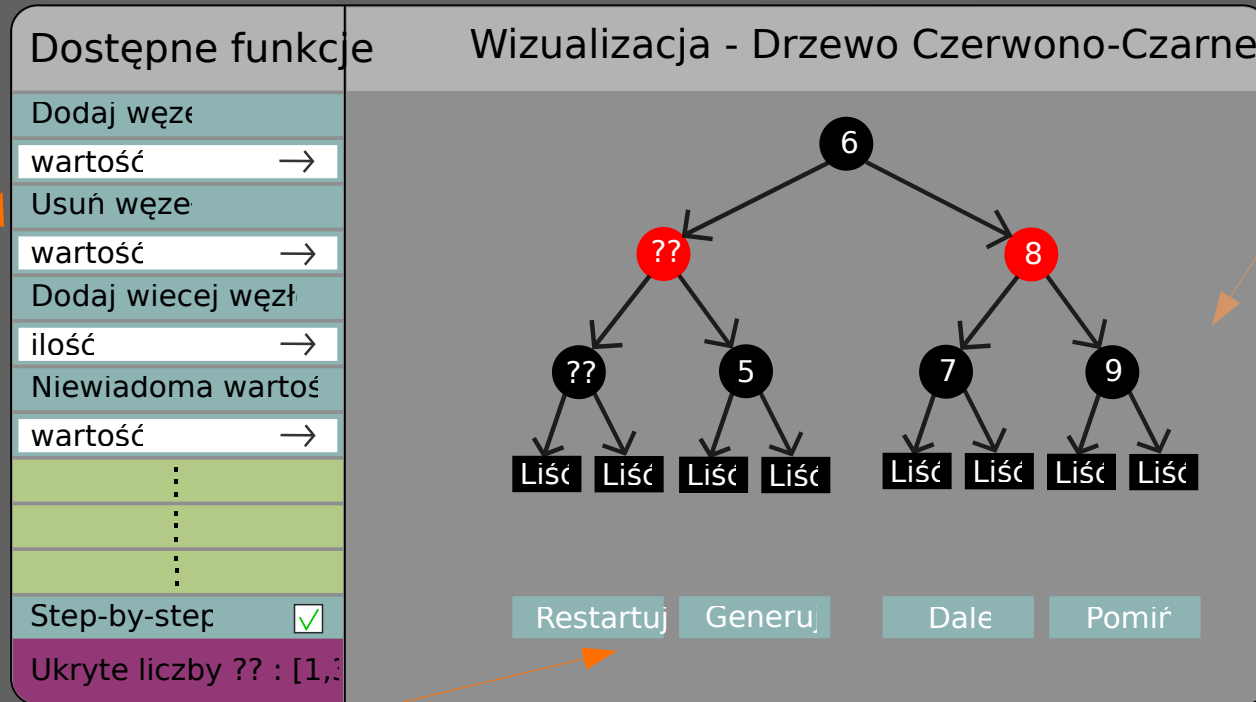 Dostępne funkcje
Wizualizacja - Drzewo Czerwono-Czarne
Dodaj węze
wartość
Usuń węze
wartość
Dodaj wiecej węzł
ilość
Niewiadoma wartoś
wartość
Step-by-step
Ukryte liczby ?? : [1,3
6
?? 8
?? 5 7 9
Liść Liść Liść Liść Liść Liść Liść Liść
Restartuj Generuj Dale Pomiń